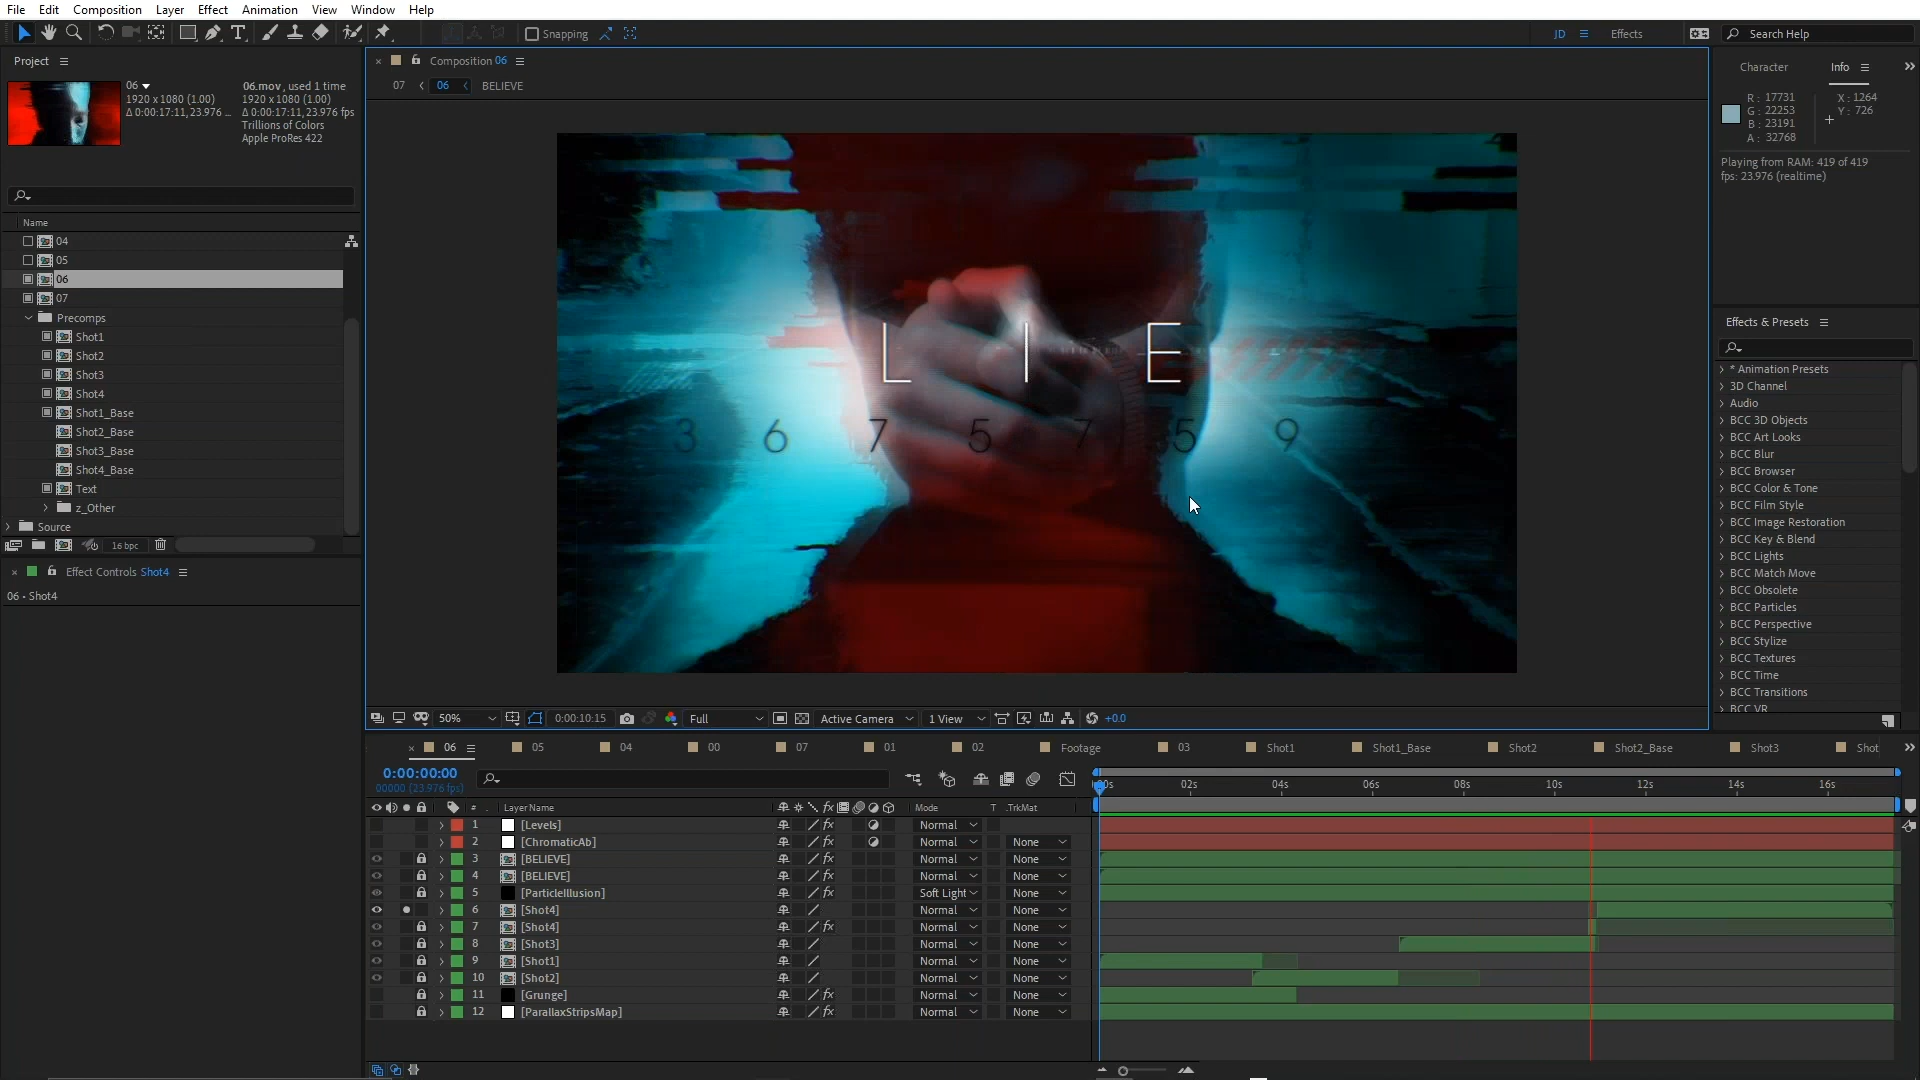 File Edit Composition Layer Effect Animation View Window Help
Snapping JD Effects Search Help
Project
06 06.mov, used 1 time
1920 x 1080 (1.00) 1920 x 1080 (1.00)
Δ 0:00:17:11, 23.976 ... Δ 0:00:17:11, 23.976 fps
Trillions of Colors
Apple ProRes 422
Name
04
05
06
07
Precomps
Shot1
Shot2
Shot3
Shot4
Shot1_Base
Shot2_Base
Shot3_Base
Shot4_Base
Text
z_Other
Source
16 bpc
Effect Controls Shot4
06 • Shot4
Composition 06
07 06 BELIEVE
L I E
3 6 7 5 7 5 9
50% 0:00:10:15 Full Active Camera 1 View +0.0
Character Info
R: 17731 X: 1264
G: 22253 Y: 726
B: 23191
A: 32768
Playing from RAM: 419 of 419
fps: 23.976 (realtime)
Effects & Presets
* Animation Presets
3D Channel
Audio
BCC 3D Objects
BCC Art Looks
BCC Blur
BCC Browser
BCC Color & Tone
BCC Film Style
BCC Image Restoration
BCC Key & Blend
BCC Lights
BCC Match Move
BCC Obsolete
BCC Particles
BCC Perspective
BCC Stylize
BCC Textures
BCC Time
BCC Transitions
BCC VR
06 05 04 00 07 01 02 Footage 03 Shot1 Shot1_Base Shot2 Shot2_Base Shot3 Shot
0:00:00:00
00000 (23.976 fps)
:00s 02s 04s 06s 08s 10s 12s 14s 16s
# Layer Name Mode T .TrkMat
1 [Levels] Normal
2 [ChromaticAb] Normal None
3 [BELIEVE] Normal None
4 [BELIEVE] Normal None
5 [ParticleIllusion] Soft Light None
6 [Shot4] Normal None
7 [Shot4] Normal None
8 [Shot3] Normal None
9 [Shot1] Normal None
10 [Shot2] Normal None
11 [Grunge] Normal None
12 [ParallaxStripsMap] Normal None